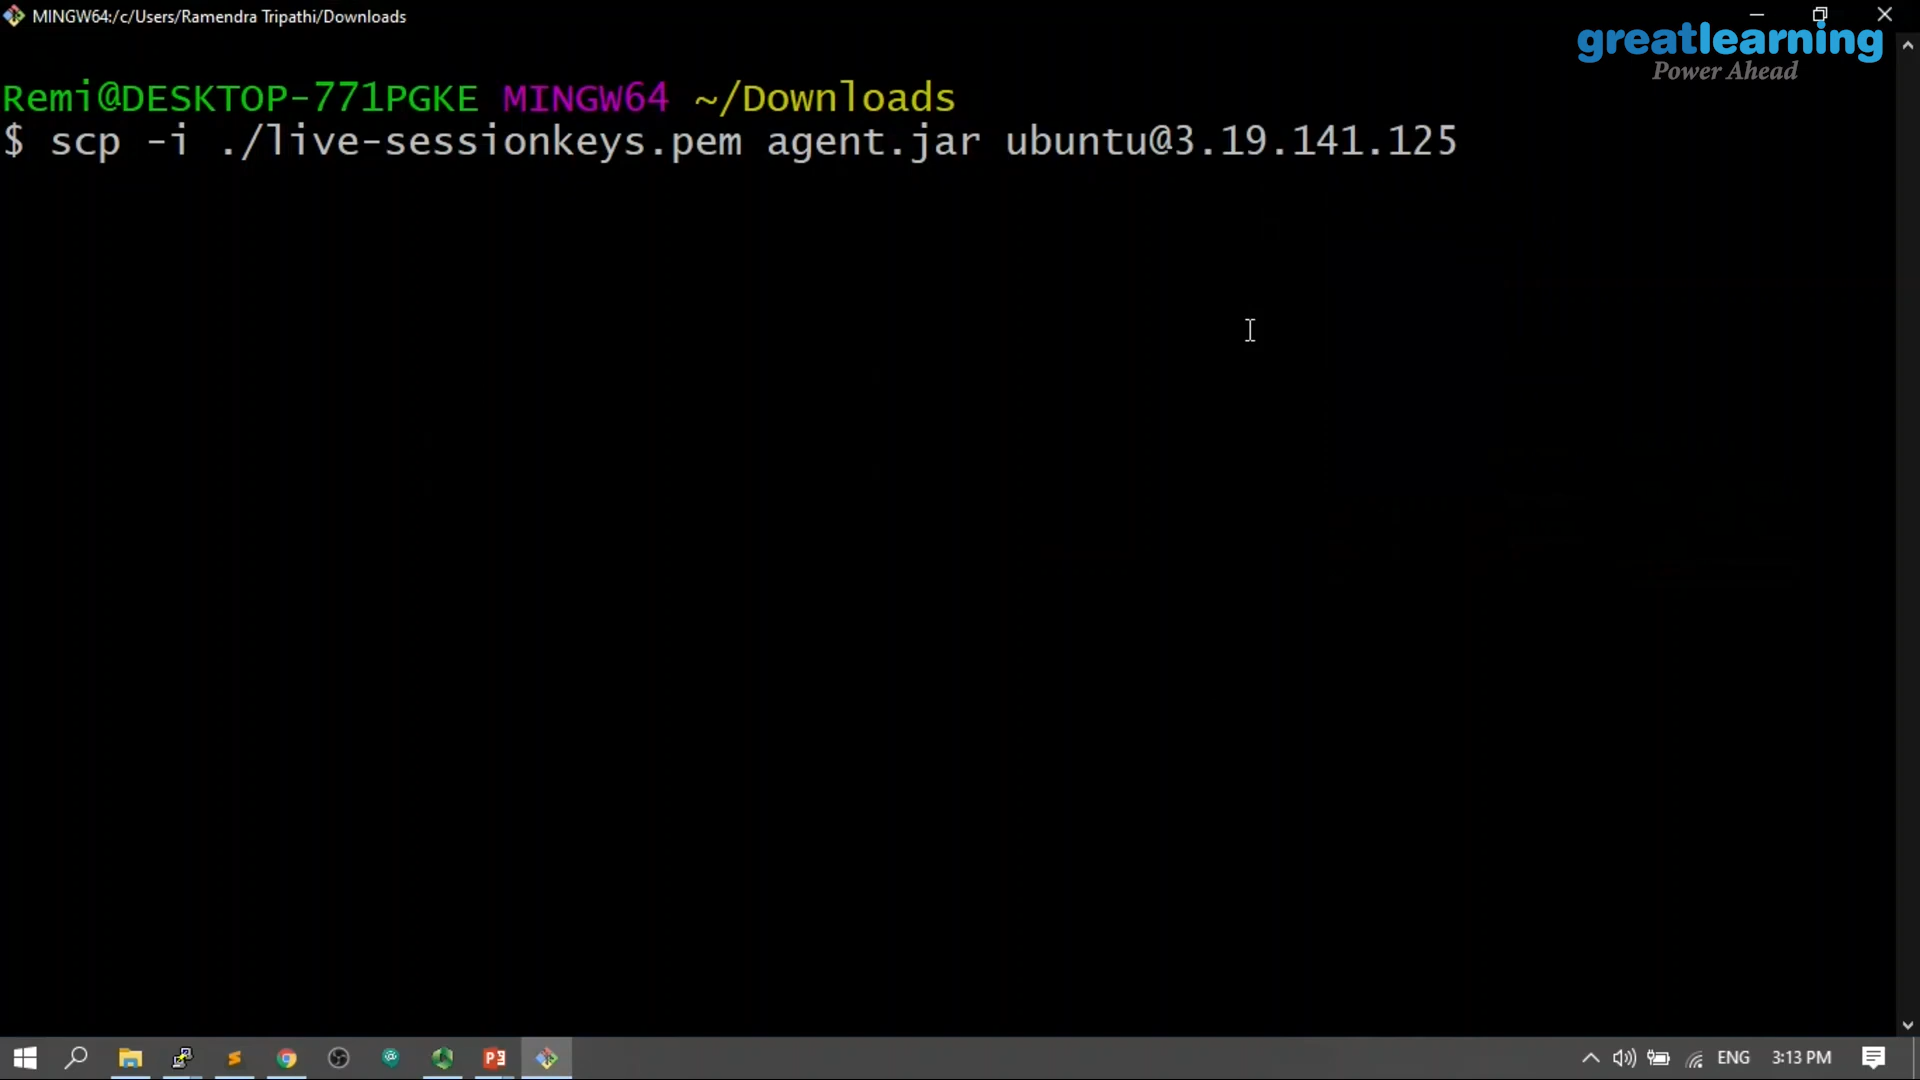 MINGW64:/c/Users/Ramendra Tripathi/Downloads
greatlearning
Power Ahead
Remi@DESKTOP-771PGKE MINGW64 ~/Downloads
$ scp -i ./live-sessionkeys.pem agent.jar ubuntu@3.19.141.125
ENG
3:13 PM